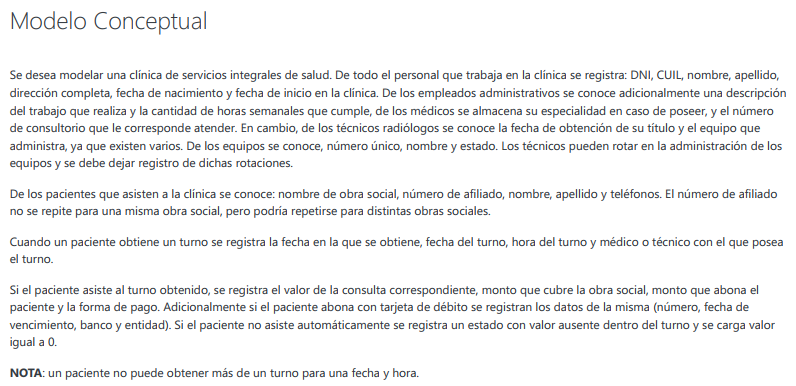 Modelo Conceptual
Se desea modelar una clínica de servicios integrales de salud. De todo el personal que trabaja en la clínica se registra: DNI, CUIL, nombre, apellido,
dirección completa, fecha de nacimiento y fecha de inicio en la clínica. De los empleados administrativos se conoce adicionalmente una descripción
del trabajo que realiza y la cantidad de horas semanales que cumple, de los médicos se almacena su especialidad en caso de poseer, y el número
de consultorio que le corresponde atender. En cambio, de los técnicos radiólogos se conoce la fecha de obtención de su título y el equipo que
administra, ya que existen varios. De los equipos se conoce, número único, nombre y estado. Los técnicos pueden rotar en la administración de los
equipos y se debe dejar registro de dichas rotaciones.
De los pacientes que asisten a la clínica se conoce: nombre de obra social, número de afiliado, nombre, apellido y teléfonos. El número de afiliado
no se repite para una misma obra social, pero podría repetirse para distintas obras sociales.
Cuando un paciente obtiene un turno se registra la fecha en la que se obtiene, fecha del turno, hora del turno y médico o técnico con el que posea
el turno.
Si el paciente asiste al turno obtenido, se registra el valor de la consulta correspondiente, monto que cubre la obra social, monto que abona el
paciente y la forma de pago. Adicionalmente si el paciente abona con tarjeta de débito se registran los datos de la misma (número, fecha de
vencimiento, banco y entidad). Si el paciente no asiste automáticamente se registra un estado con valor ausente dentro del turno y se carga valor
igual a 0.
NOTA: un paciente no puede obtener más de un turno para una fecha y hora.